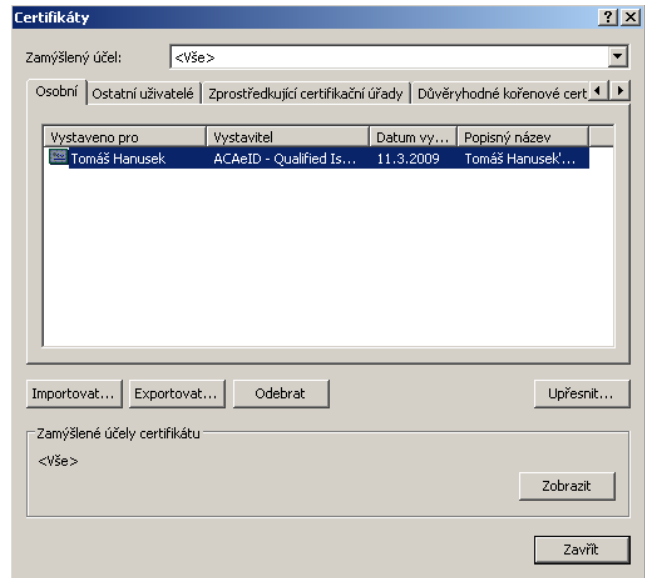 Certifikáty
Zamýšlený účel: <Vše>
Osobní Ostatní uživatelé Zprostředkující certifikační úřady Důvěryhodné kořenové cert
Vystaveno pro Vystavitel Datum vy... Popisný název
Tomáš Hanusek ACAeID - Qualified Is... 11.3.2009 Tomáš Hanusek'...
Importovat... Exportovat... Odebrat Upřesnit...
Zamýšlené účely certifikátu
<Vše>
Zobrazit
Zavřít